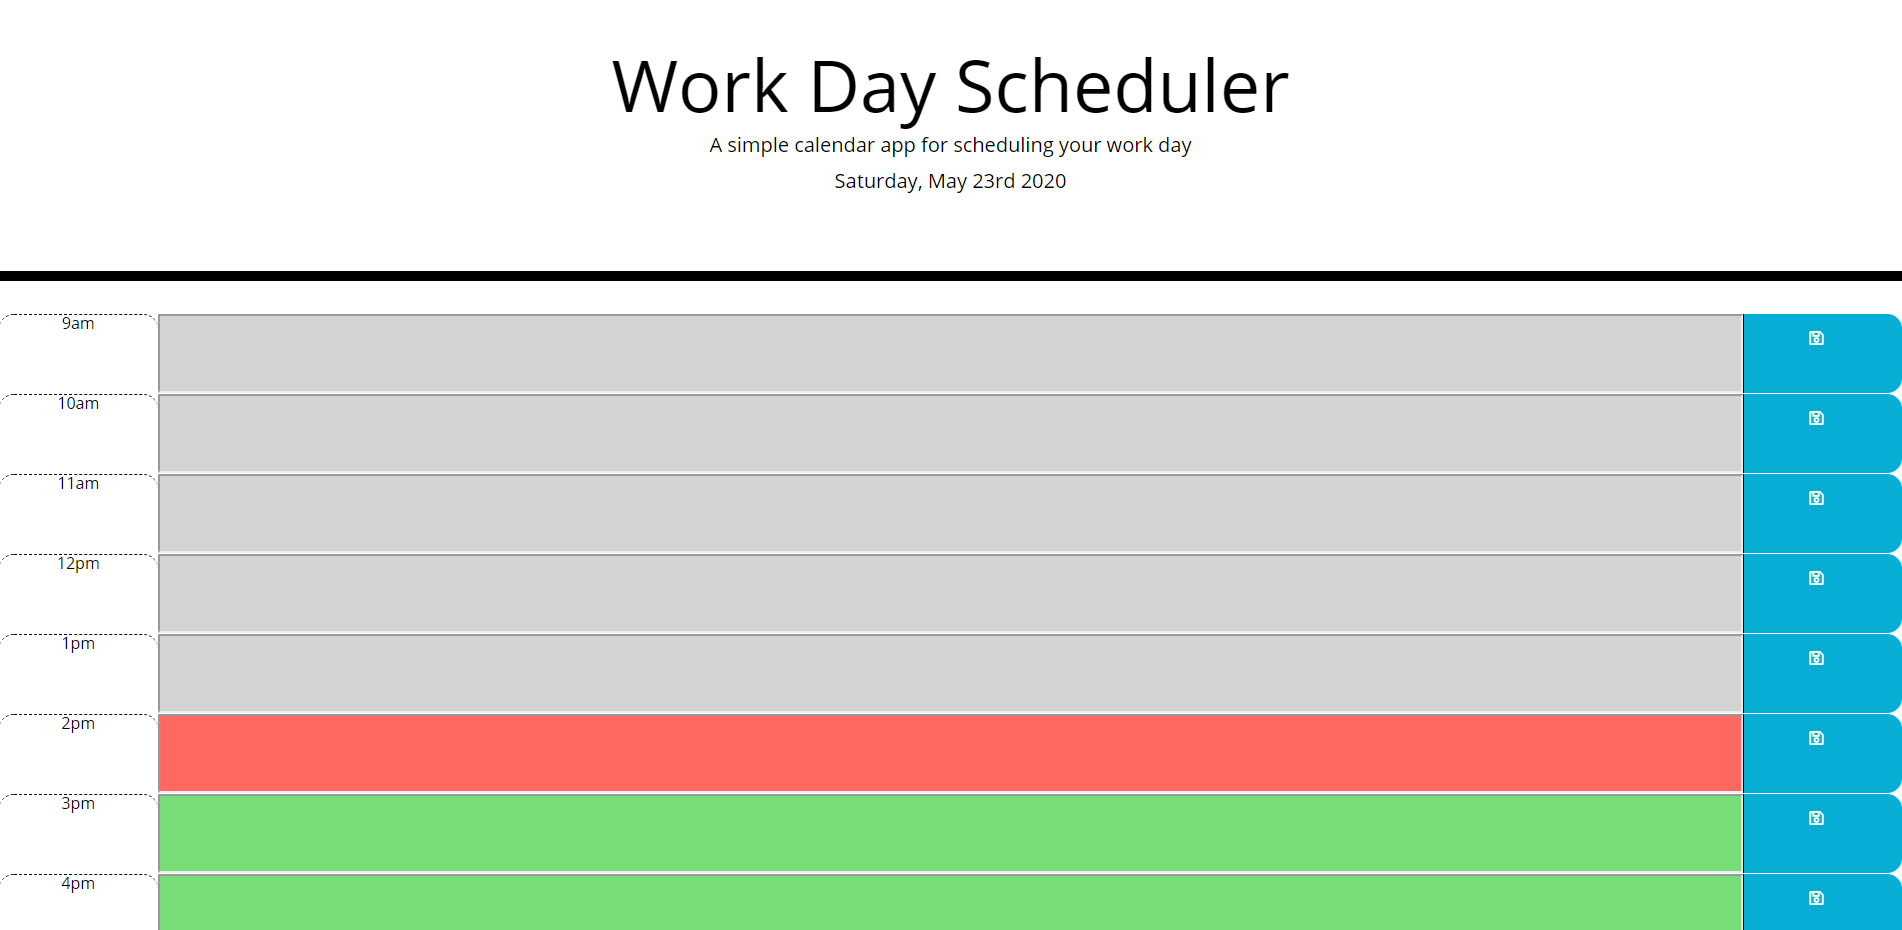 Work Day Scheduler
A simple calendar app for scheduling your work day
Saturday, May 23rd 2020
9am
10am
11am
12pm
1pm
2pm
3pm
4pm